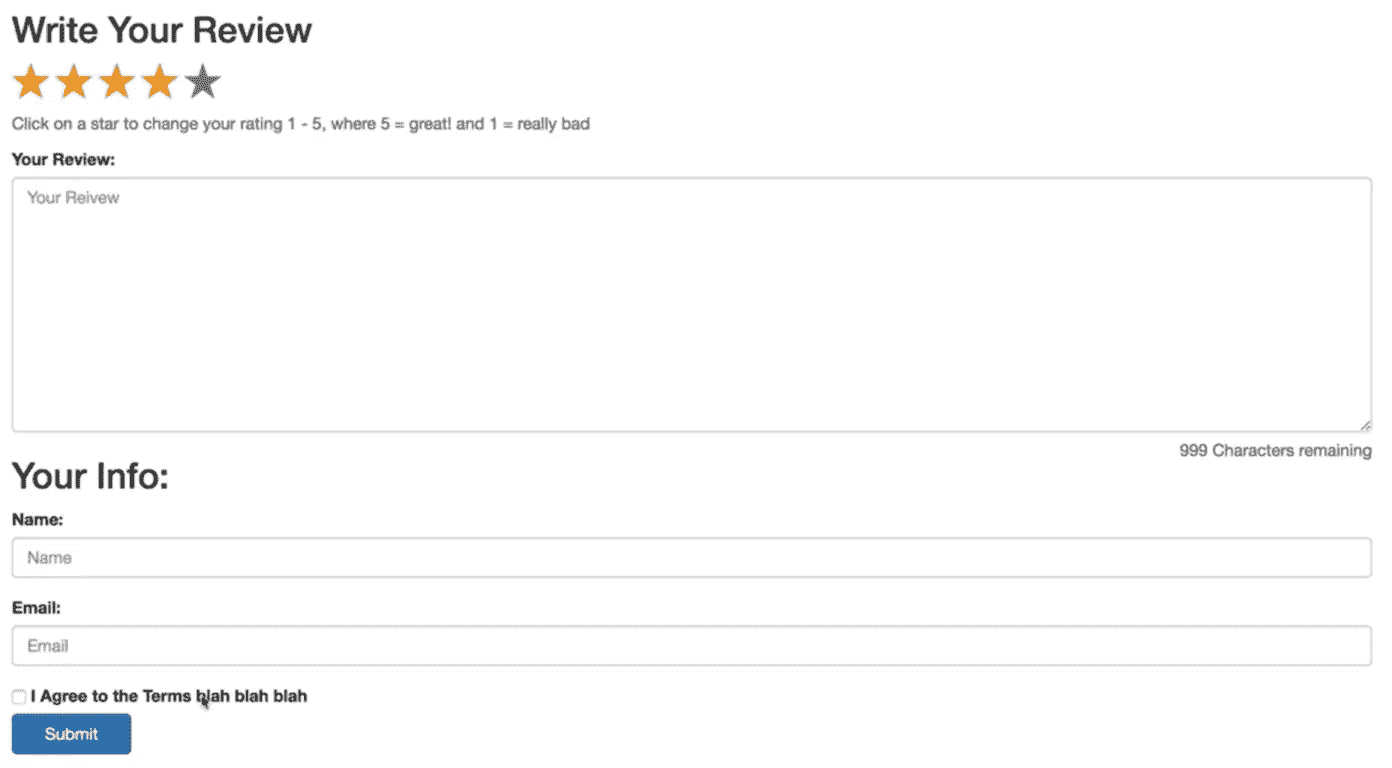 Write Your Review
Click on a star to change your rating 1 - 5, where 5 = great! and 1 = really bad
Your Review:
Your Reivew
999 Characters remaining
Your Info:
Name:
Name
Email:
Email
I Agree to the Terms blah blah blah
Submit